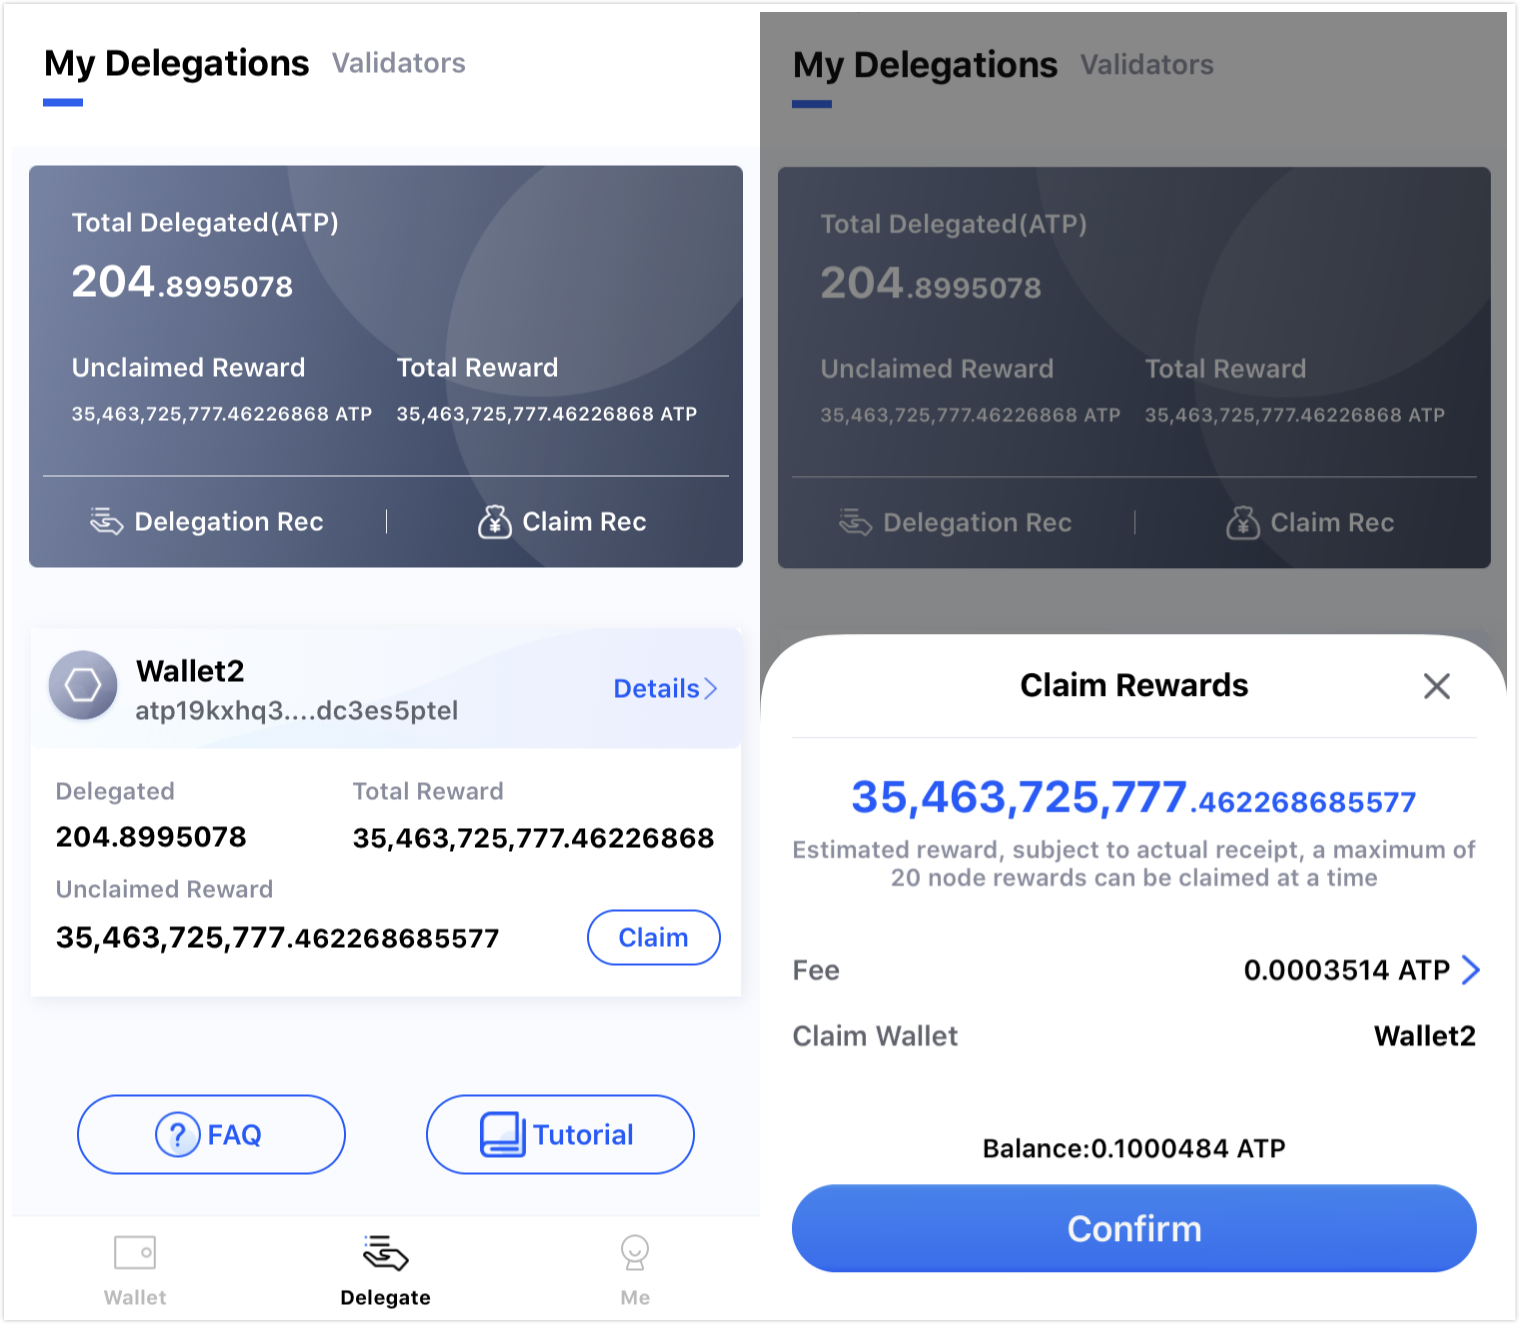 My Delegations Validators
Total Delegated(ATP)
204.8995078
Unclaimed Reward Total Reward
35,463,725,777.46226868 ATP 35,463,725,777.46226868 ATP
Delegation Rec Claim Rec
Wallet2
atp19kxhq3....dc3es5ptel
Details
Delegated Total Reward
204.8995078 35,463,725,777.46226868
Unclaimed Reward
35,463,725,777.462268685577 Claim
FAQ Tutorial
Wallet Delegate Me
My Delegations Validators
Total Delegated(ATP)
204.8995078
Unclaimed Reward Total Reward
35,463,725,777.46226868 ATP 35,463,725,777.46226868 ATP
Delegation Rec Claim Rec
Claim Rewards
35,463,725,777.462268685577
Estimated reward, subject to actual receipt, a maximum of
20 node rewards can be claimed at a time
Fee 0.0003514 ATP
Claim Wallet Wallet2
Balance:0.1000484 ATP
Confirm